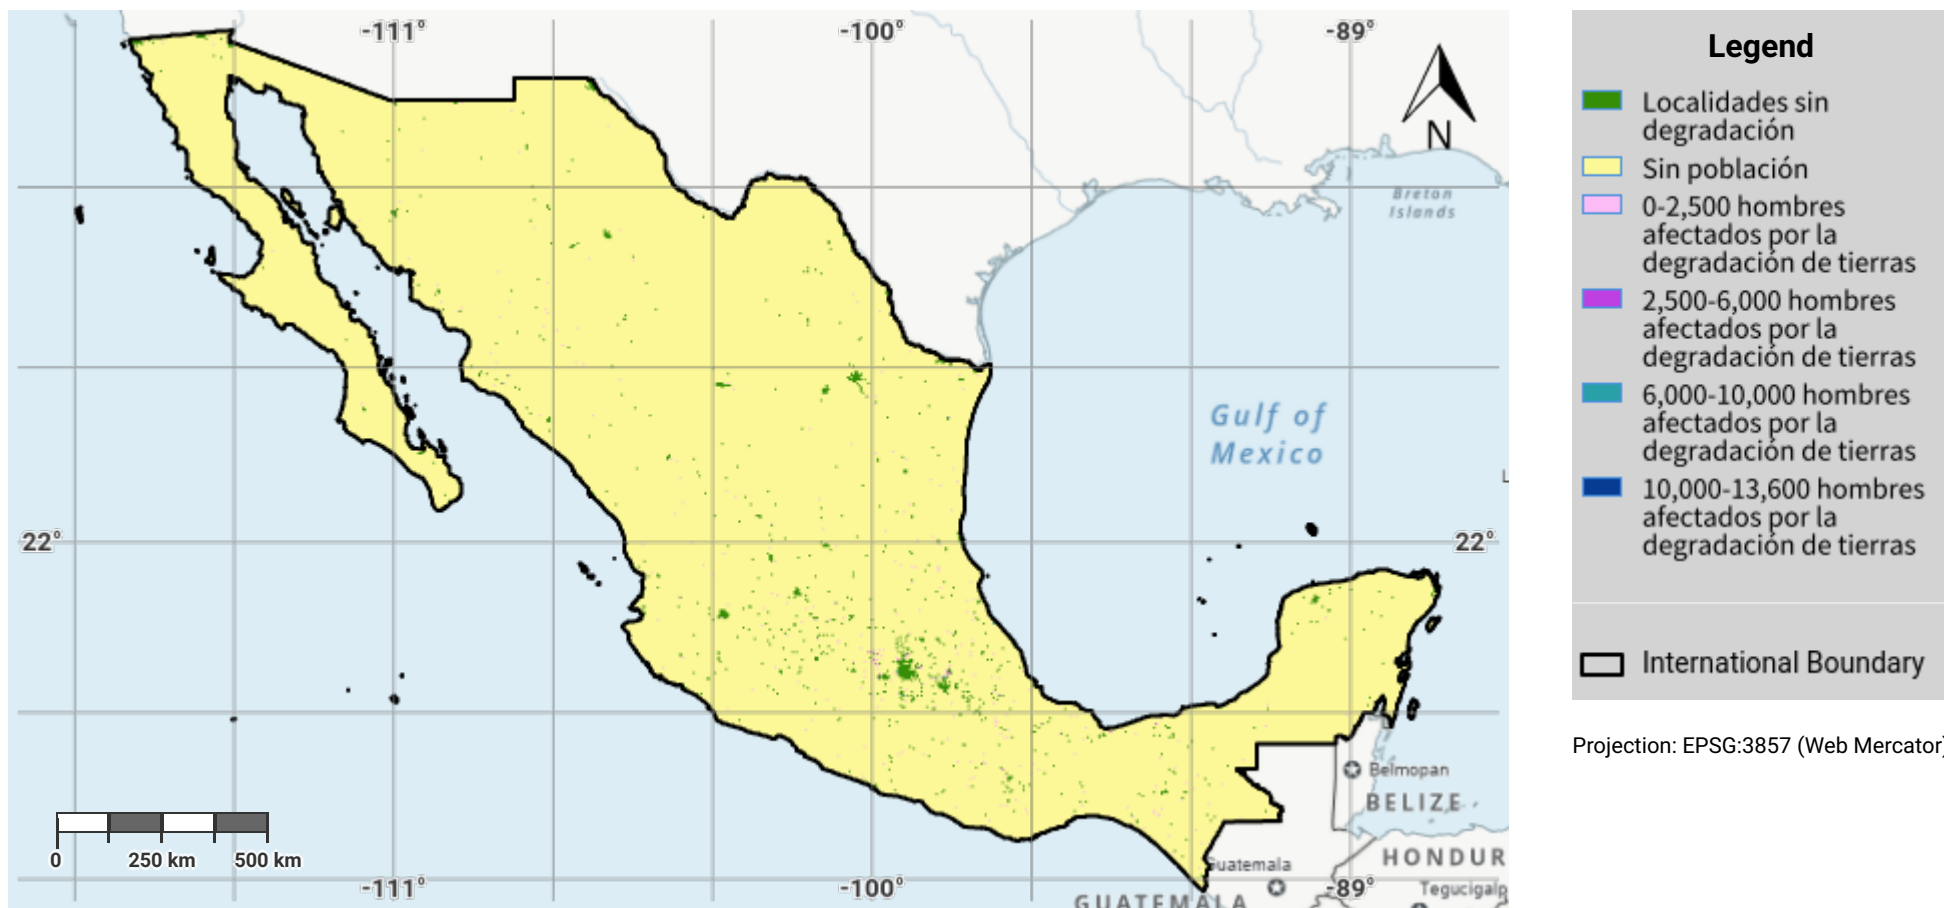 -111°
-100°
-89°
N
Breton
Islands
Gulf of
Mexico
22°
22°
Belmopan
BELIZE
HONDUR
Guatemala
Tegucigalp
GUATEMALA
0
250 km
500 km
-111°
-100°
-89°
Legend
Localidades sin
degradación
Sin población
0-2,500 hombres
afectados por la
degradación de tierras
2,500-6,000 hombres
afectados por la
degradación de tierras
6,000-10,000 hombres
afectados por la
degradación de tierras
10,000-13,600 hombres
afectados por la
degradación de tierras
International Boundary
Projection: EPSG:3857 (Web Mercator)